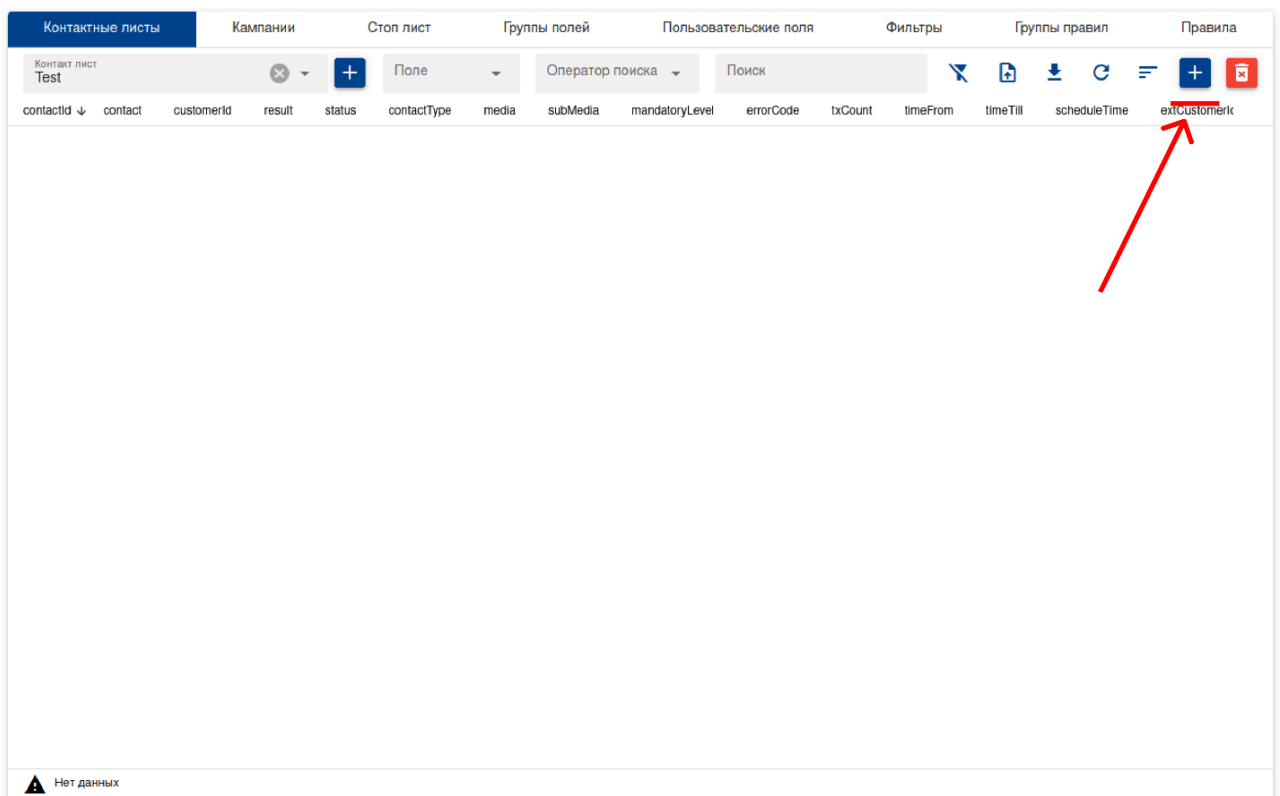 Контактные листы Кампании Стоп лист Группы полей Пользовательские поля Фильтры Группы правил Правила
Контакт лист
Test Поле Оператор поиска Поиск
contactId contact customerId result status contactType media subMedia mandatoryLevel errorCode txCount timeFrom timeTill scheduleTime extCustomerIc
Нет данных